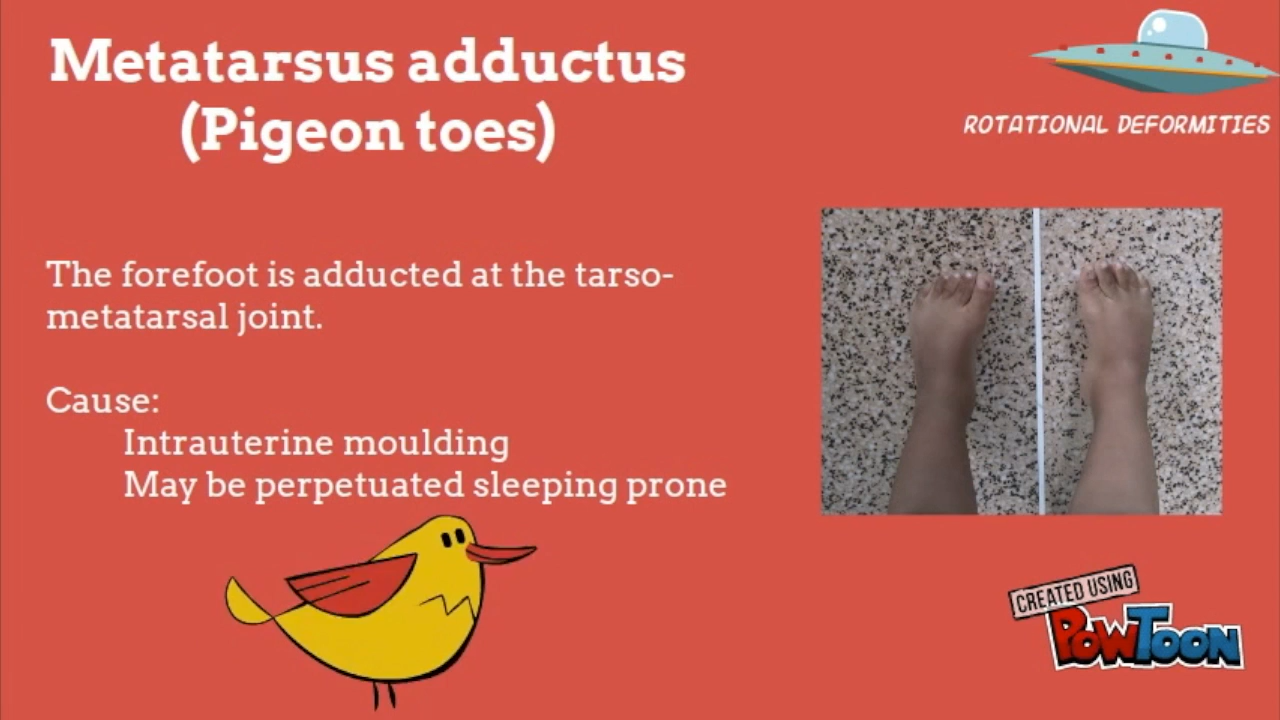 Metatarsus adductus
(Pigeon toes)
ROTATIONAL DEFORMITIES
The forefoot is adducted at the tarso-
metatarsal joint.
Cause:
Intrauterine moulding
May be perpetuated sleeping prone
CREATED USING
POWTOON